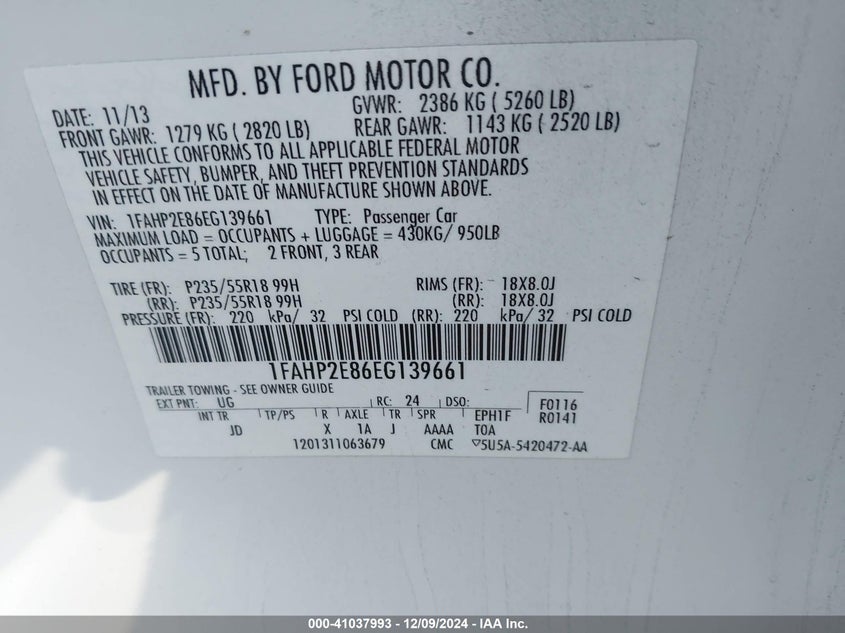 MFD. BY FORD MOTOR CO.
DATE: 11/13 GVWR: 2386 KG ( 5260 LB)
FRONT GAWR: 1279 KG ( 2820 LB) REAR GAWR: 1143 KG ( 2520 LB)
THIS VEHICLE CONFORMS TO ALL APPLICABLE FEDERAL MOTOR
VEHICLE SAFETY, BUMPER, AND THEFT PREVENTION STANDARDS
IN EFFECT ON THE DATE OF MANUFACTURE SHOWN ABOVE.
VIN: 1FAHP2E86EG139661 TYPE: Passenger Car
MAXIMUM LOAD = OCCUPANTS + LUGGAGE = 430KG/ 950LB
OCCUPANTS = 5 TOTAL; 2 FRONT, 3 REAR
TIRE (FR): P235/55R18 99H RIMS (FR): 18X8.0J
(RR): P235/55R18 99H (RR): 18X8.0J
PRESSURE (FR): 220 kPa/ 32 PSI COLD (RR): 220 kPa/ 32 PSI COLD
1FAHP2E86EG139661
TRAILER TOWING - SEE OWNER GUIDE
EXT PNT: UG RC: 24 DSO: F0116
INT TR TP/PS R AXLE TR SPR EPH1F R0141
JD X 1A J AAAA T0A
1201311063679 CMC 5U5A-5420472-AA
000-41037993 - 12/09/2024 - IAA Inc.